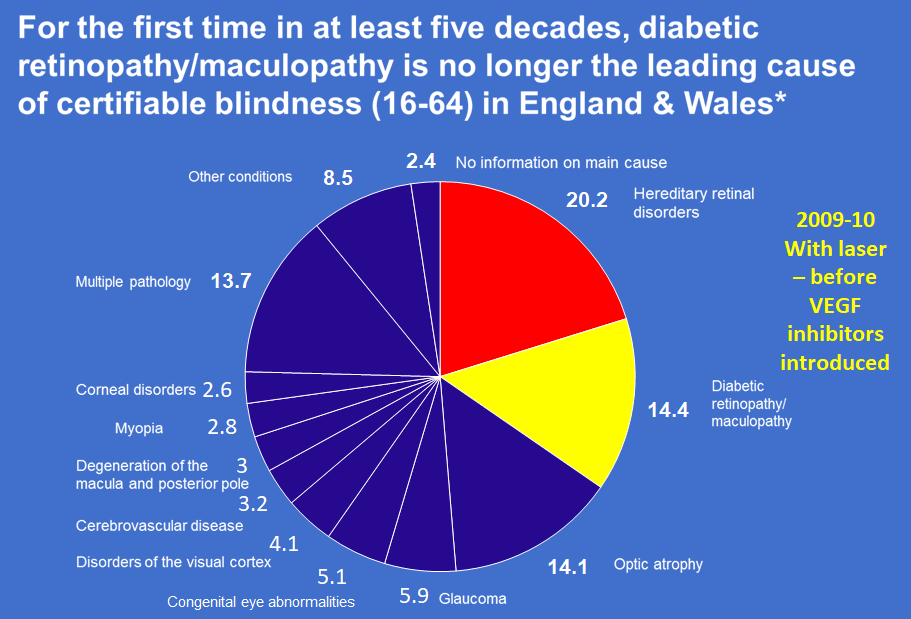 For the first time in at least five decades, diabetic
retinopathy/maculopathy is no longer the leading cause
of certifiable blindness (16-64) in England & Wales*
2.4 No information on main cause
Other conditions 8.5
20.2 Hereditary retinal
disorders
2009-10
With laser
– before
VEGF
inhibitors
introduced
Multiple pathology 13.7
Corneal disorders 2.6
14.4 Diabetic
retinopathy/
maculopathy
Myopia 2.8
Degeneration of the 3
macula and posterior pole
3.2
Cerebrovascular disease
4.1
Disorders of the visual cortex
14.1 Optic atrophy
5.1
Congenital eye abnormalities
5.9 Glaucoma